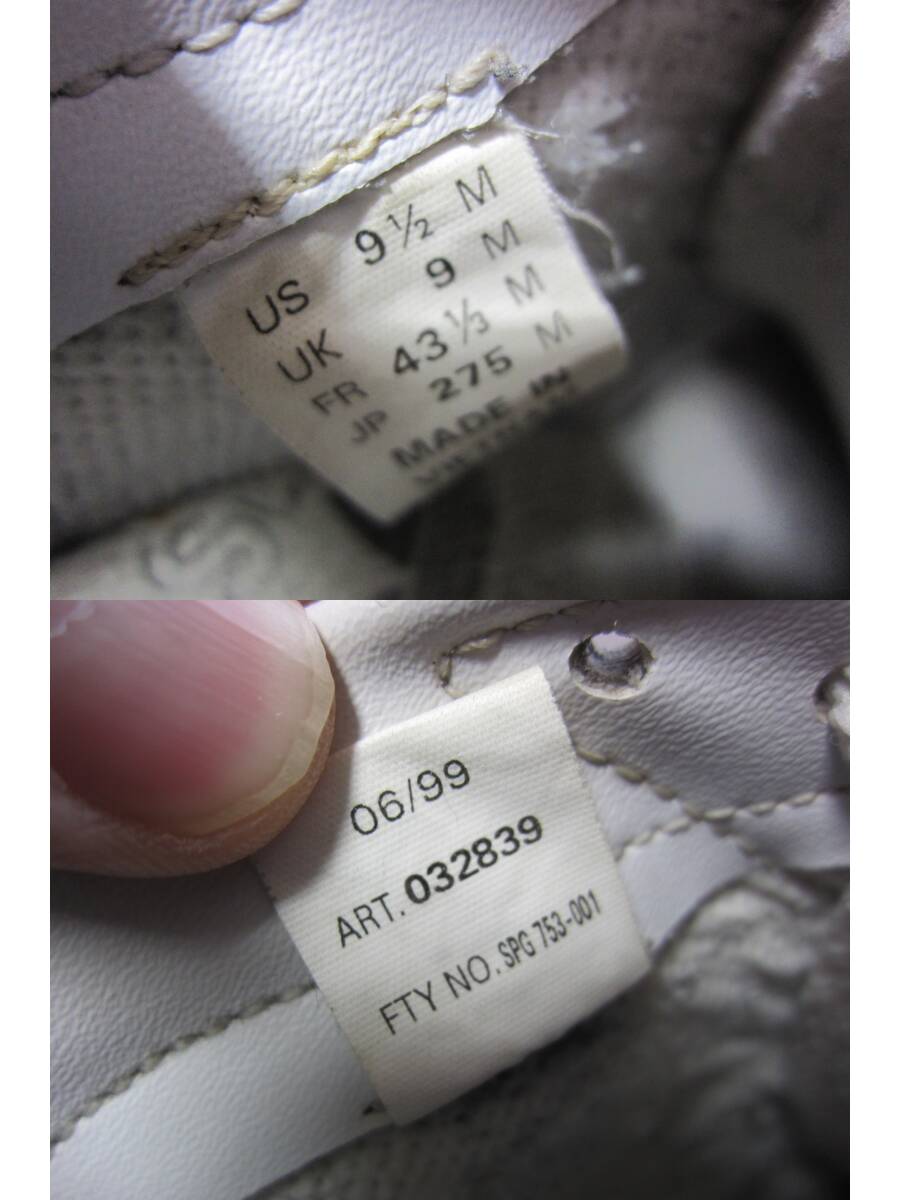 US 9½ M
UK 9 M
FR 43⅓ M
JP 275 M
MADE IN
VIETNAM
06/99
ART. 032839
FTY NO. SPG 753-001